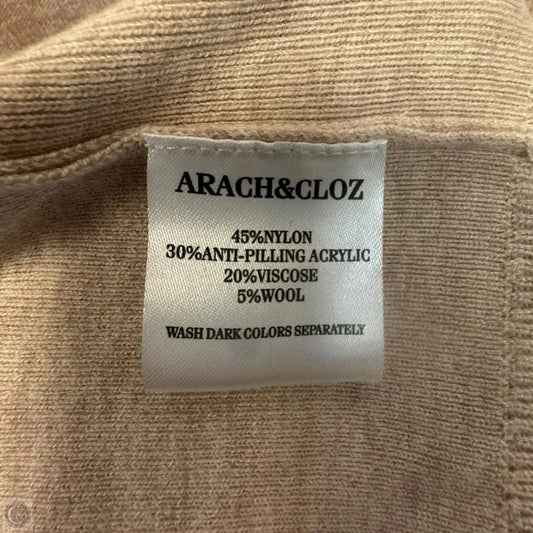 ARACH&CLOZ
45%NYLON
30%ANTI-PILLING ACRYLIC
20%VISCOSE
5%WOOL
WASH DARK COLORS SEPARATELY